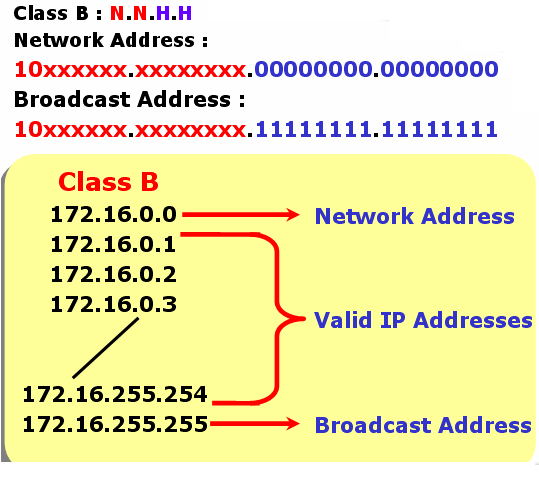 Class B : N.N.H.H
Network Address :
10xxxxxx.xxxxxxxx.00000000.00000000
Broadcast Address :
10xxxxxx.xxxxxxxx.11111111.11111111
Class B
172.16.0.0 Network Address
172.16.0.1
172.16.0.2
172.16.0.3
Valid IP Addresses
172.16.255.254
172.16.255.255 Broadcast Address